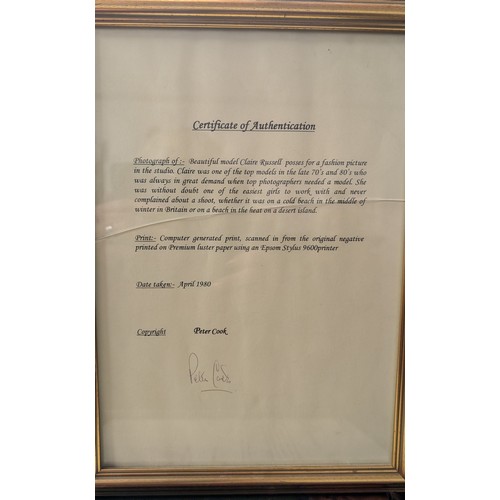 Certificate of Authentication
Photograph of :- Beautiful model Claire Russell posses for a fashion picture
in the studio. Claire was one of the top models in the late 70's and 80's who
was always in great demand when top photographers needed a model. She
was without doubt one of the easiest girls to work with and never
complained about a shoot, whether it was on a cold beach in the middle of
winter in Britain or on a beach in the heat on a desert island.
Print:- Computer generated print, scanned in from the original negative
printed on Premium luster paper using an Epsom Stylus 9600printer
Date taken:- April 1980
Copyright Peter Cook
Peter Cook